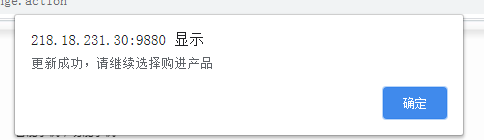 nge.action
218.18.231.30:9880 显示
更新成功，请继续选择购进产品
确定